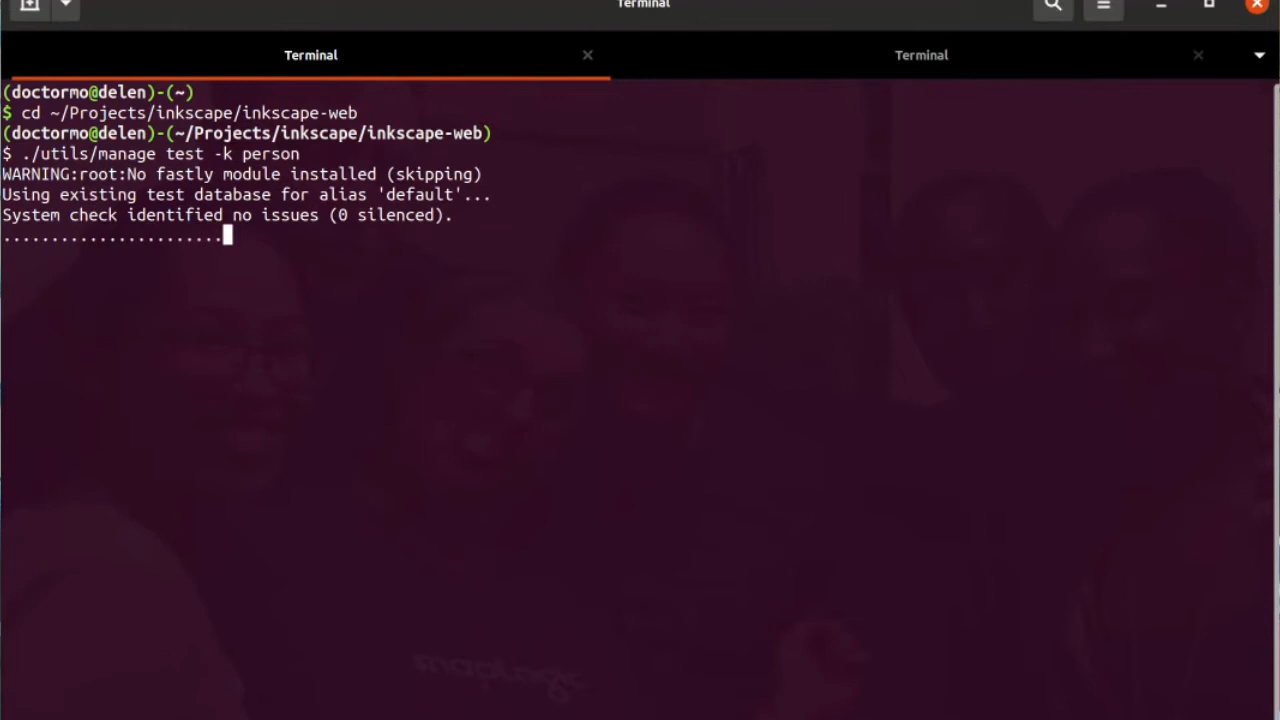 Terminal
Terminal
Terminal
(doctormo@delen)-(~)
$ cd ~/Projects/inkscape/inkscape-web
(doctormo@delen)-(~/Projects/inkscape/inkscape-web)
$ ./utils/manage test -k person
WARNING:root:No fastly module installed (skipping)
Using existing test database for alias 'default'...
System check identified no issues (0 silenced).
.......................